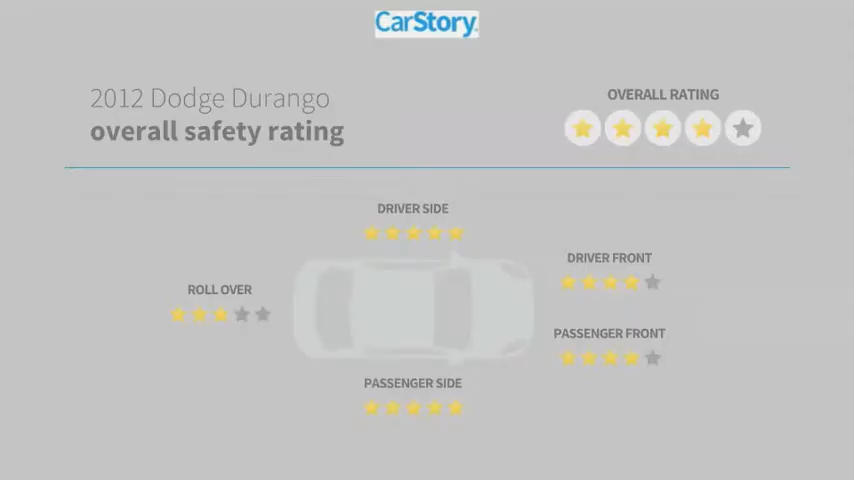 CarStory.
2012 Dodge Durango
overall safety rating
OVERALL RATING
DRIVER SIDE
DRIVER FRONT
ROLL OVER
PASSENGER FRONT
PASSENGER SIDE